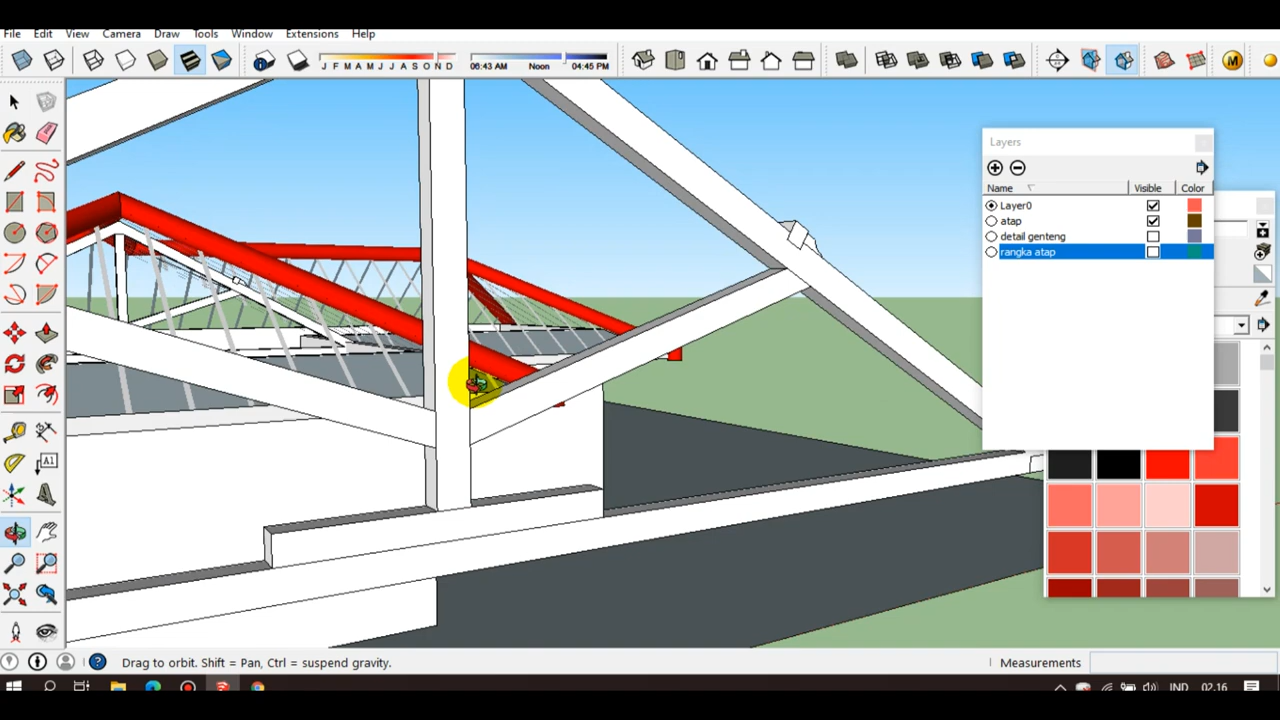 File Edit View Camera Draw Tools Window Extensions Help
J F M A M J J A S O N D 06:43 AM Noon 04:45 PM
M
Layers
Name Visible Color
Layer0
atap
detail genteng
rangka atap
A1
Drag to orbit. Shift = Pan, Ctrl = suspend gravity.
Measurements
IND 02.16